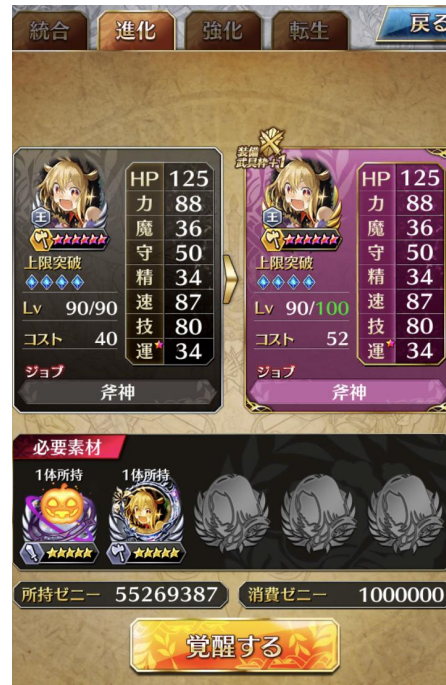 統合 進化 強化 転生 戻る
装備
武具枠+1
主
上限突破
Lv 90/90
コスト 40
ジョブ
斧神
HP 125
力 88
魔 36
守 50
精 34
速 87
技 80
運 34
主
上限突破
Lv 90/100
コスト 52
ジョブ
斧神
HP 125
力 88
魔 36
守 50
精 34
速 87
技 80
運 34
必要素材
1体所持 1体所持
所持ゼニー 55269387 消費ゼニー 1000000
覚醒する